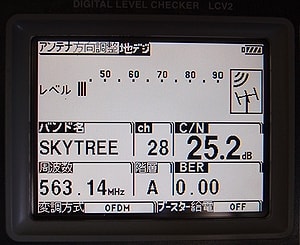 DIGITAL LEVEL CHECKER LCV2
アンテナ方向調整 地デジ
50 60 70 80 90
レベル
バンド名 ch C/N
SKYTREE 28 25.2dB
周波数 階層 BER
563.14MHz A 0.00
変調方式 OFDM ブースター給電 OFF